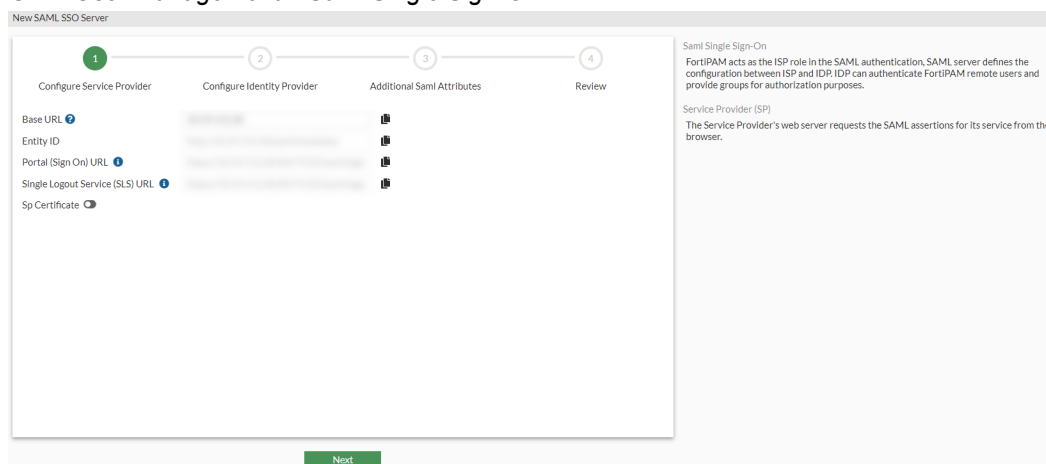 New SAML SSO Server
1
2
3
4
Configure Service Provider
Configure Identity Provider
Additional Saml Attributes
Review
Base URL
Entity ID
Portal (Sign On) URL
Single Logout Service (SLS) URL
Sp Certificate
Next
Saml Single Sign-On
FortiPAM acts as the ISP role in the SAML authentication, SAML server defines the
configuration between ISP and IDP. IDP can authenticate FortiPAM remote users and
provide groups for authorization purposes.
Service Provider (SP)
The Service Provider's web server requests the SAML assertions for its service from the
browser.